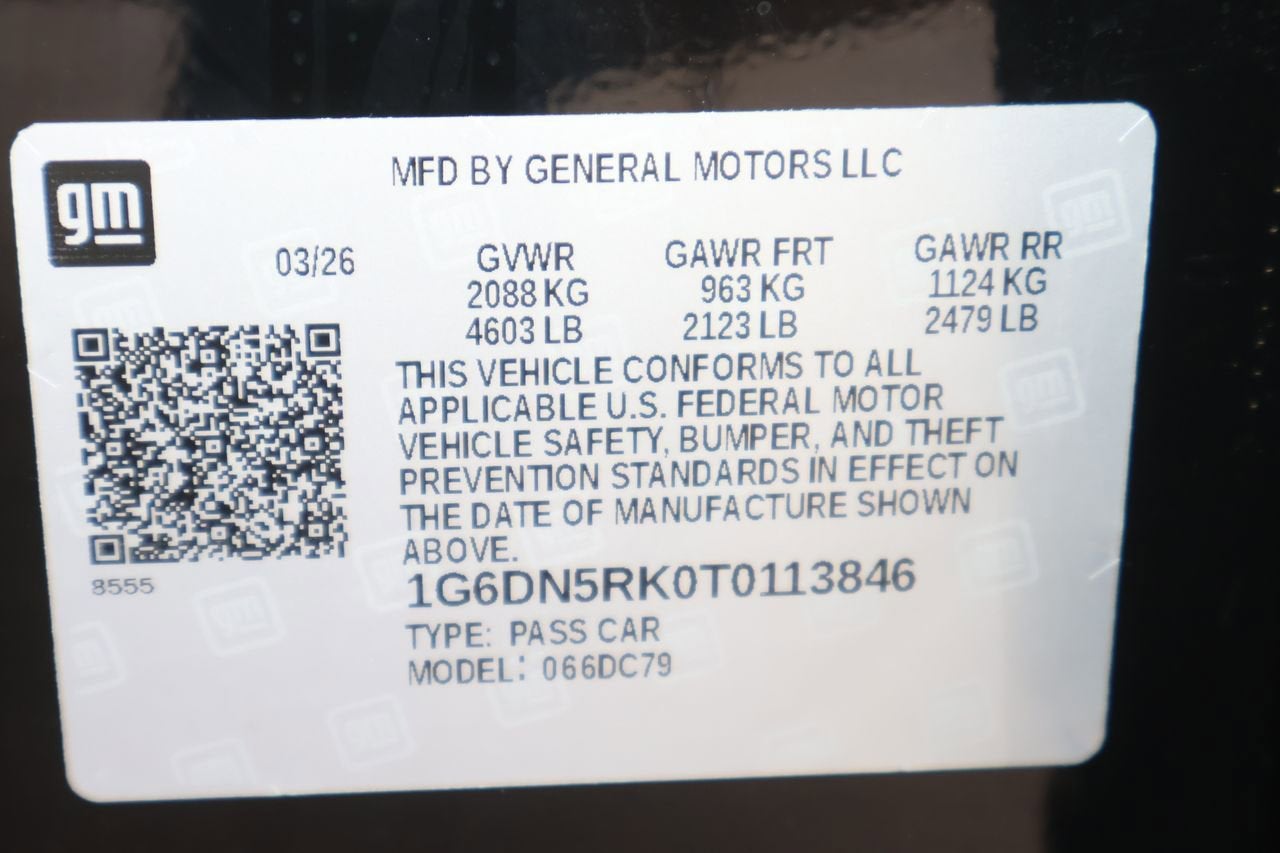 gm
MFD BY GENERAL MOTORS LLC
03/26 GVWR GAWR FRT GAWR RR
2088 KG 963 KG 1124 KG
4603 LB 2123 LB 2479 LB
THIS VEHICLE CONFORMS TO ALL
APPLICABLE U.S. FEDERAL MOTOR
VEHICLE SAFETY, BUMPER, AND THEFT
PREVENTION STANDARDS IN EFFECT ON
THE DATE OF MANUFACTURE SHOWN
ABOVE.
8555
1G6DN5RK0T0113846
TYPE: PASS CAR
MODEL: 066DC79